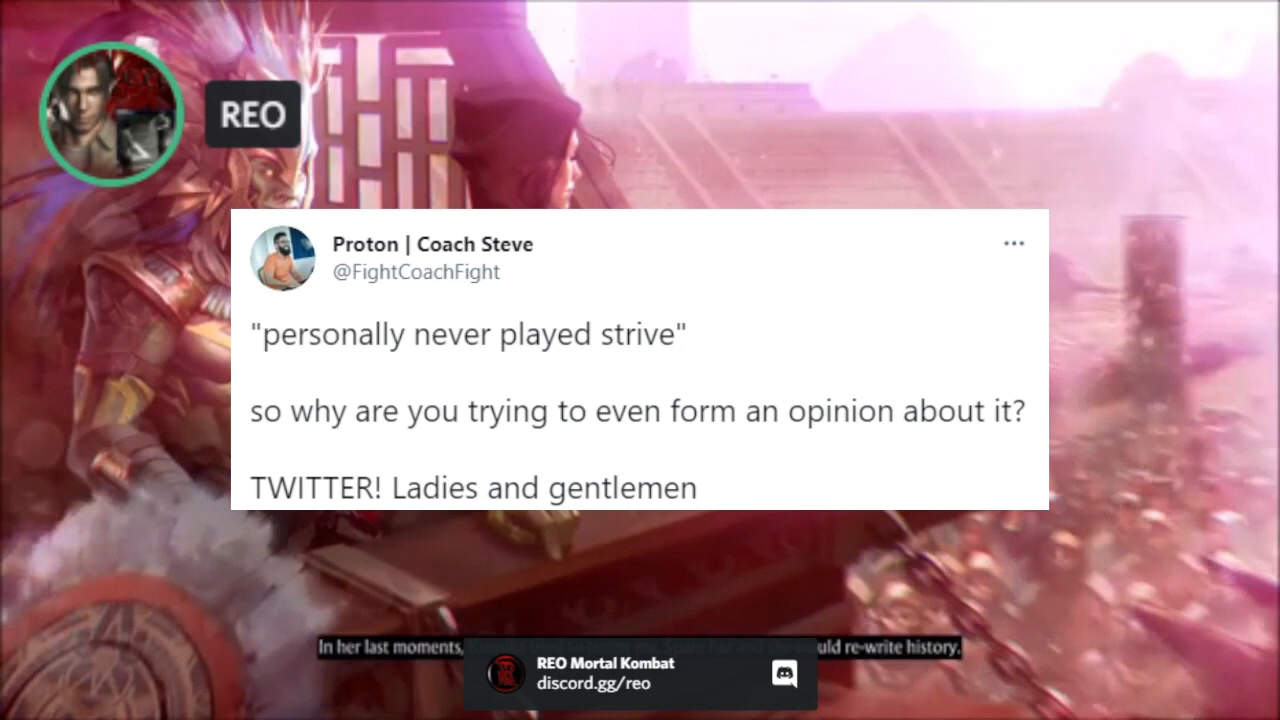 REO
Proton | Coach Steve
@FightCoachFight
"personally never played strive"
so why are you trying to even form an opinion about it?
TWITTER! Ladies and gentlemen
In her last moments, uld re-write history.
REO Mortal Kombat
discord.gg/reo